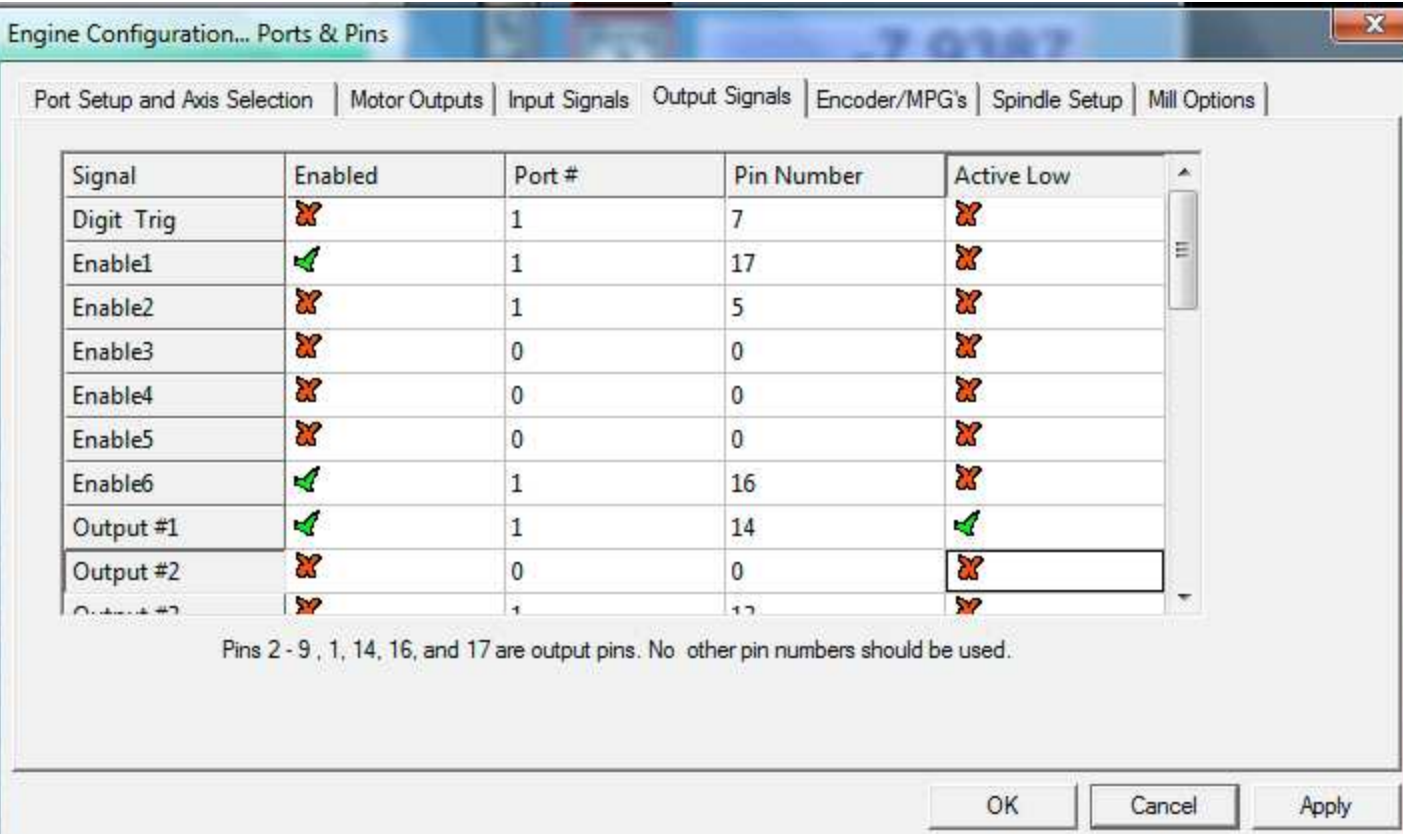 Engine Configuration... Ports & Pins
-7.9387
Port Setup and Axis Selection Motor Outputs Input Signals Output Signals Encoder/MPG's Spindle Setup Mill Options
Signal Enabled Port # Pin Number Active Low
Digit Trig 1 7
Enable1 1 17
Enable2 1 5
Enable3 0 0
Enable4 0 0
Enable5 0 0
Enable6 1 16
Output #1 1 14
Output #2 0 0
Pins 2 - 9 , 1, 14, 16, and 17 are output pins. No other pin numbers should be used.
OK Cancel Apply